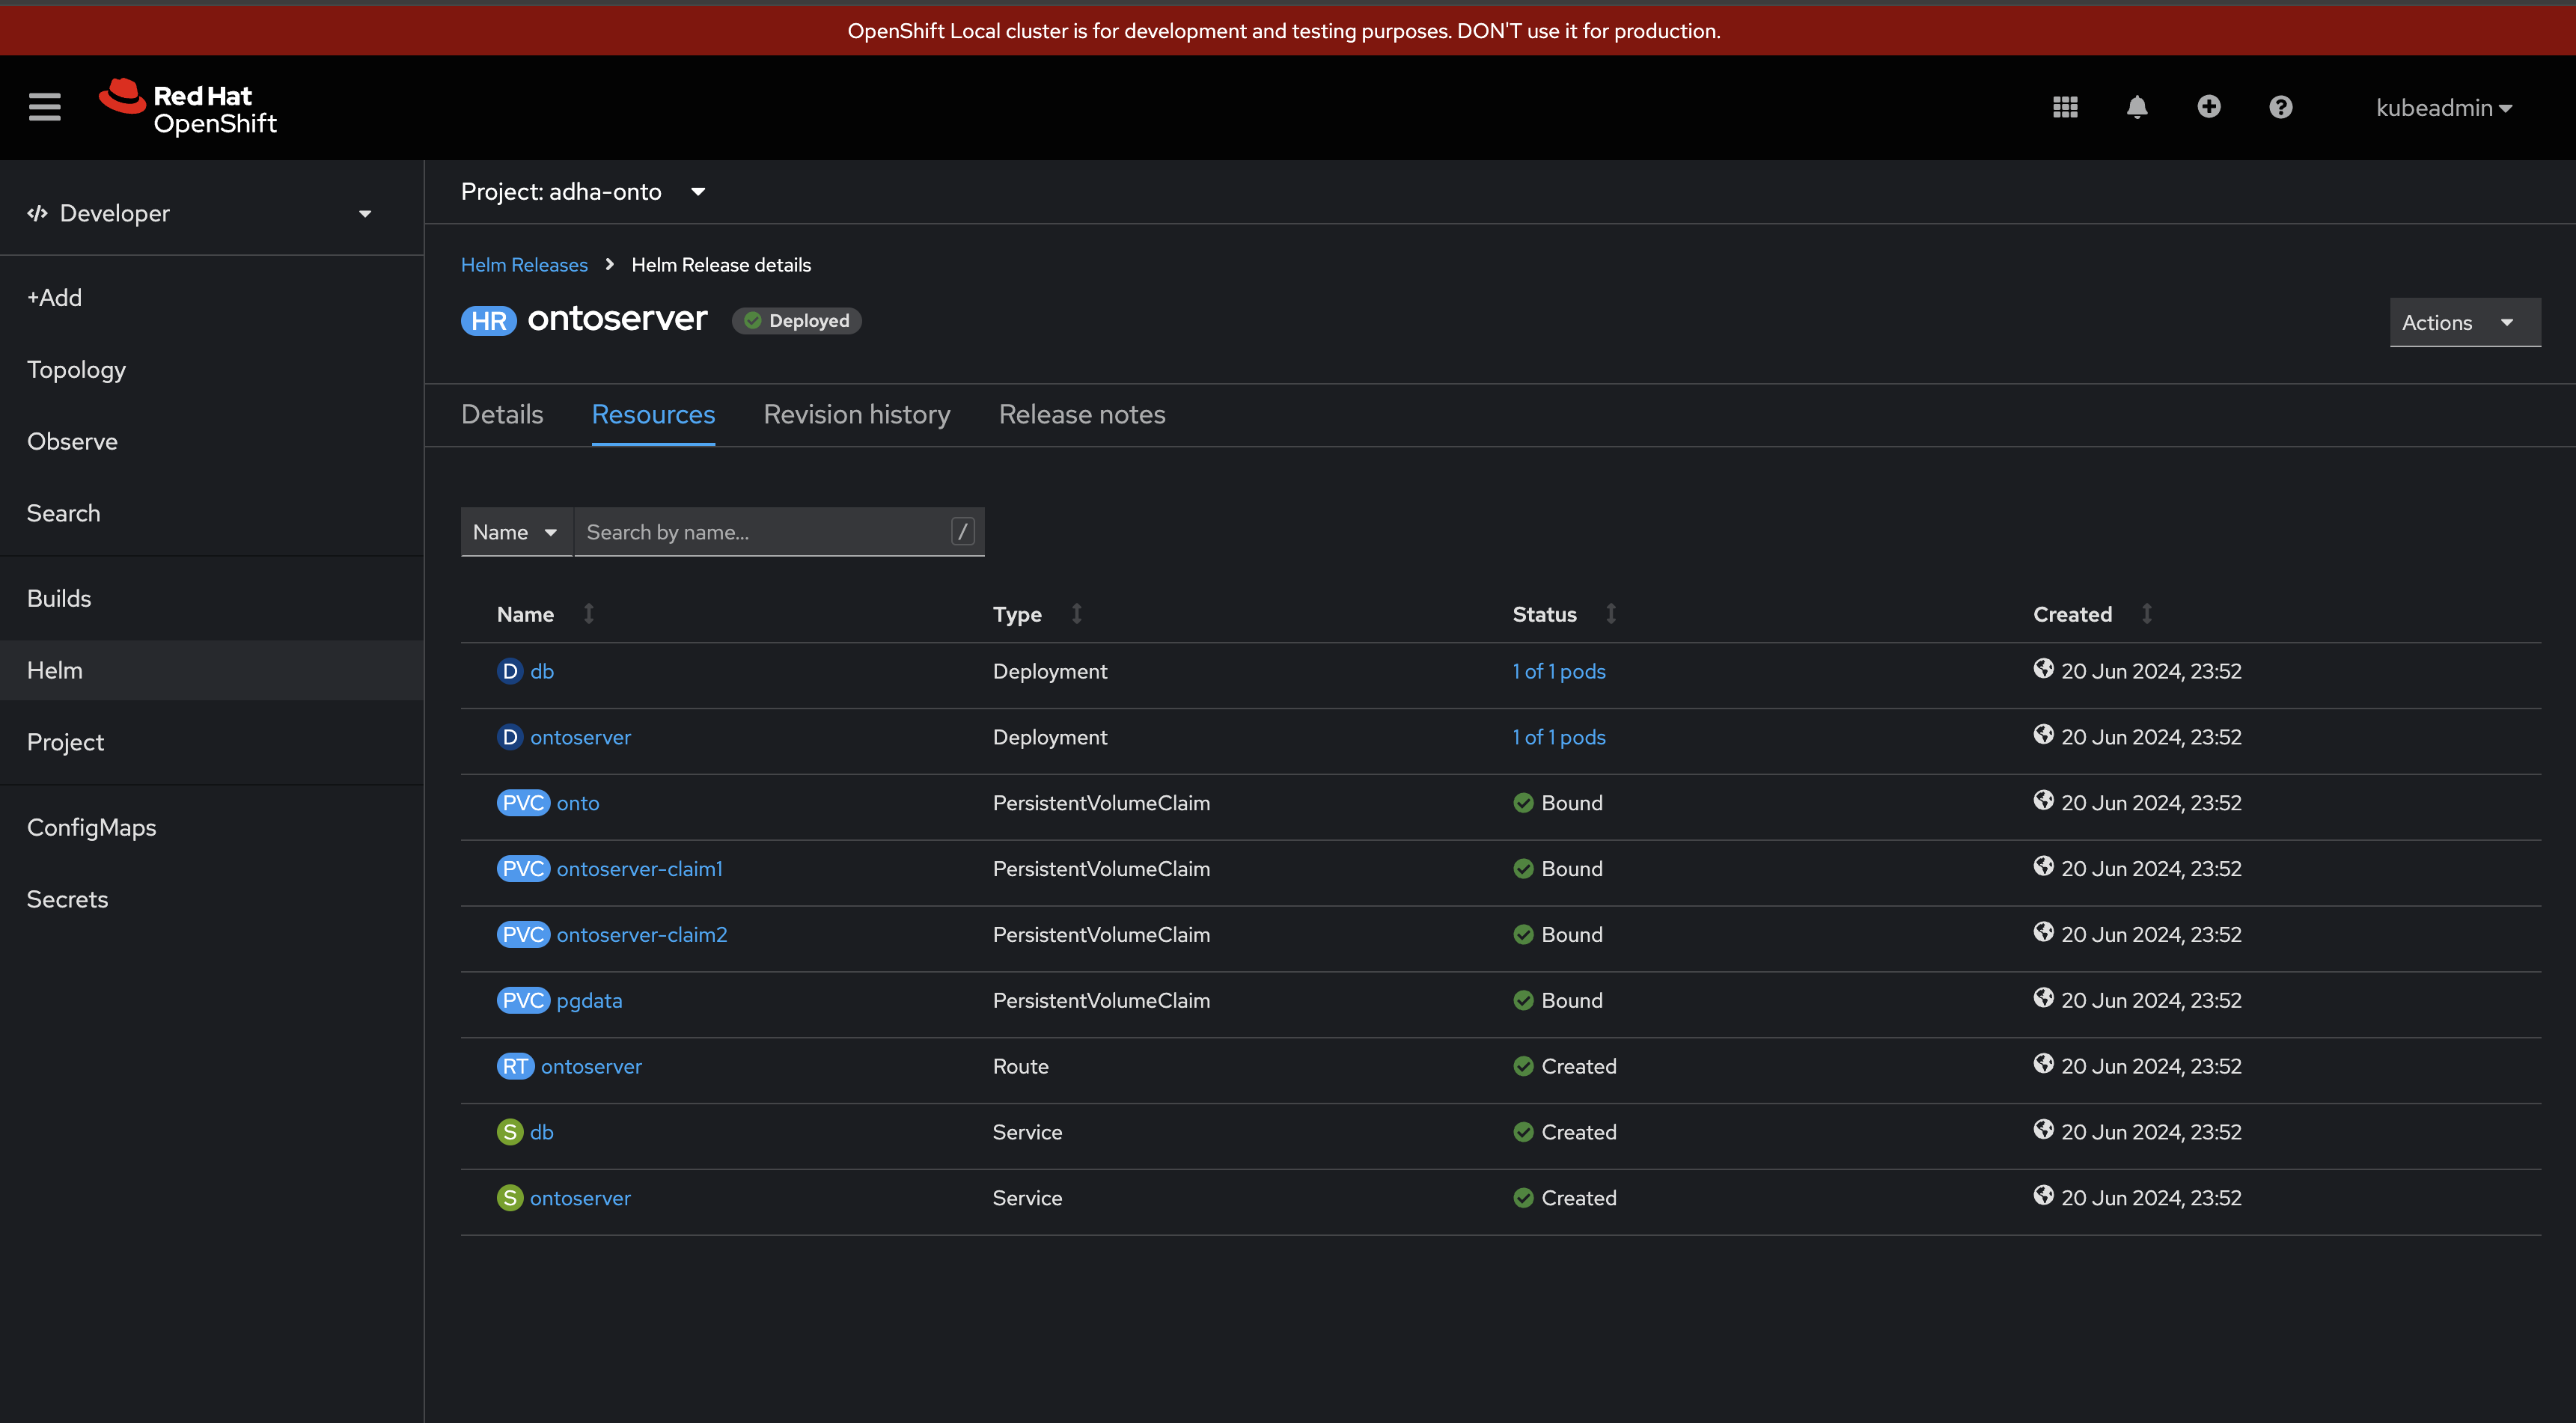 OpenShift Local cluster is for development and testing purposes. DON'T use it for production.
Red Hat
OpenShift
kubeadmin
Developer
+Add
Topology
Observe
Search
Builds
Helm
Project
ConfigMaps
Secrets
Project: adha-onto
Helm Releases > Helm Release details
HR ontoserver Deployed
Actions
Details Resources Revision history Release notes
Name Search by name... /
Name Type Status Created
D db Deployment 1 of 1 pods 20 Jun 2024, 23:52
D ontoserver Deployment 1 of 1 pods 20 Jun 2024, 23:52
PVC onto PersistentVolumeClaim Bound 20 Jun 2024, 23:52
PVC ontoserver-claim1 PersistentVolumeClaim Bound 20 Jun 2024, 23:52
PVC ontoserver-claim2 PersistentVolumeClaim Bound 20 Jun 2024, 23:52
PVC pgdata PersistentVolumeClaim Bound 20 Jun 2024, 23:52
RT ontoserver Route Created 20 Jun 2024, 23:52
S db Service Created 20 Jun 2024, 23:52
S ontoserver Service Created 20 Jun 2024, 23:52